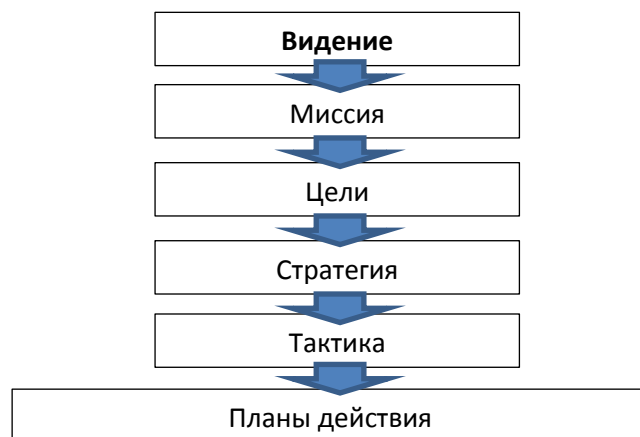 Видение
Миссия
Цели
Стратегия
Тактика
Планы действия